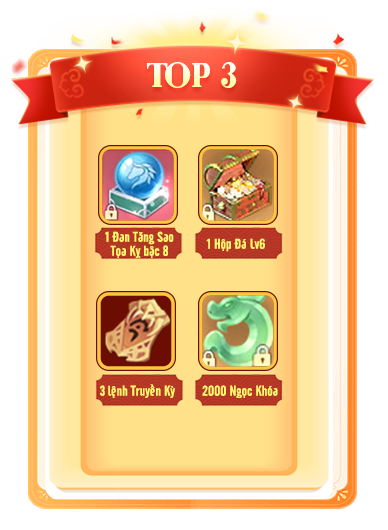 TOP 3
1 Đan Tăng Sao
Tọa Kỵ bậc 8
1 Hộp Đá Lv6
3 lệnh Truyền Kỳ
2000 Ngọc Khóa